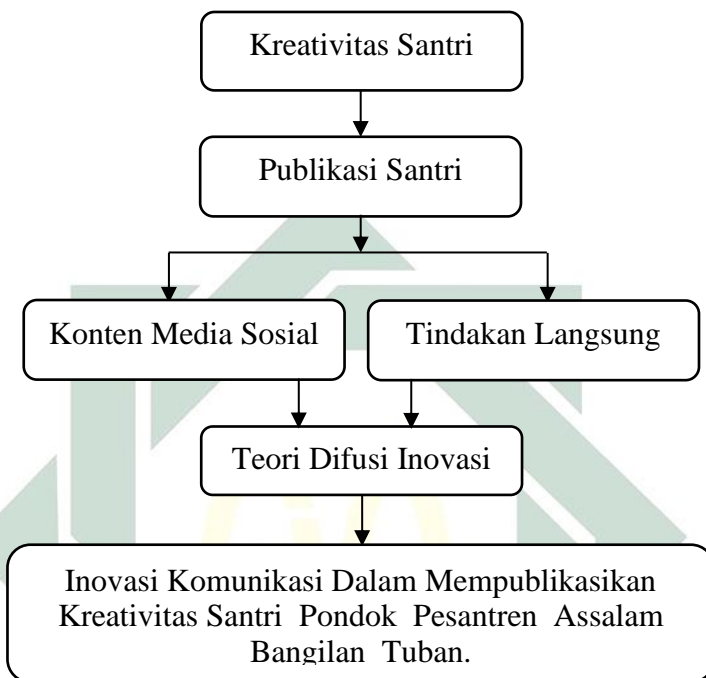 Kreativitas Santri
Publikasi Santri
Konten Media Sosial
Tindakan Langsung
Teori Difusi Inovasi
Inovasi Komunikasi Dalam Mempublikasikan
Kreativitas Santri Pondok Pesantren Assalam
Bangilan Tuban.